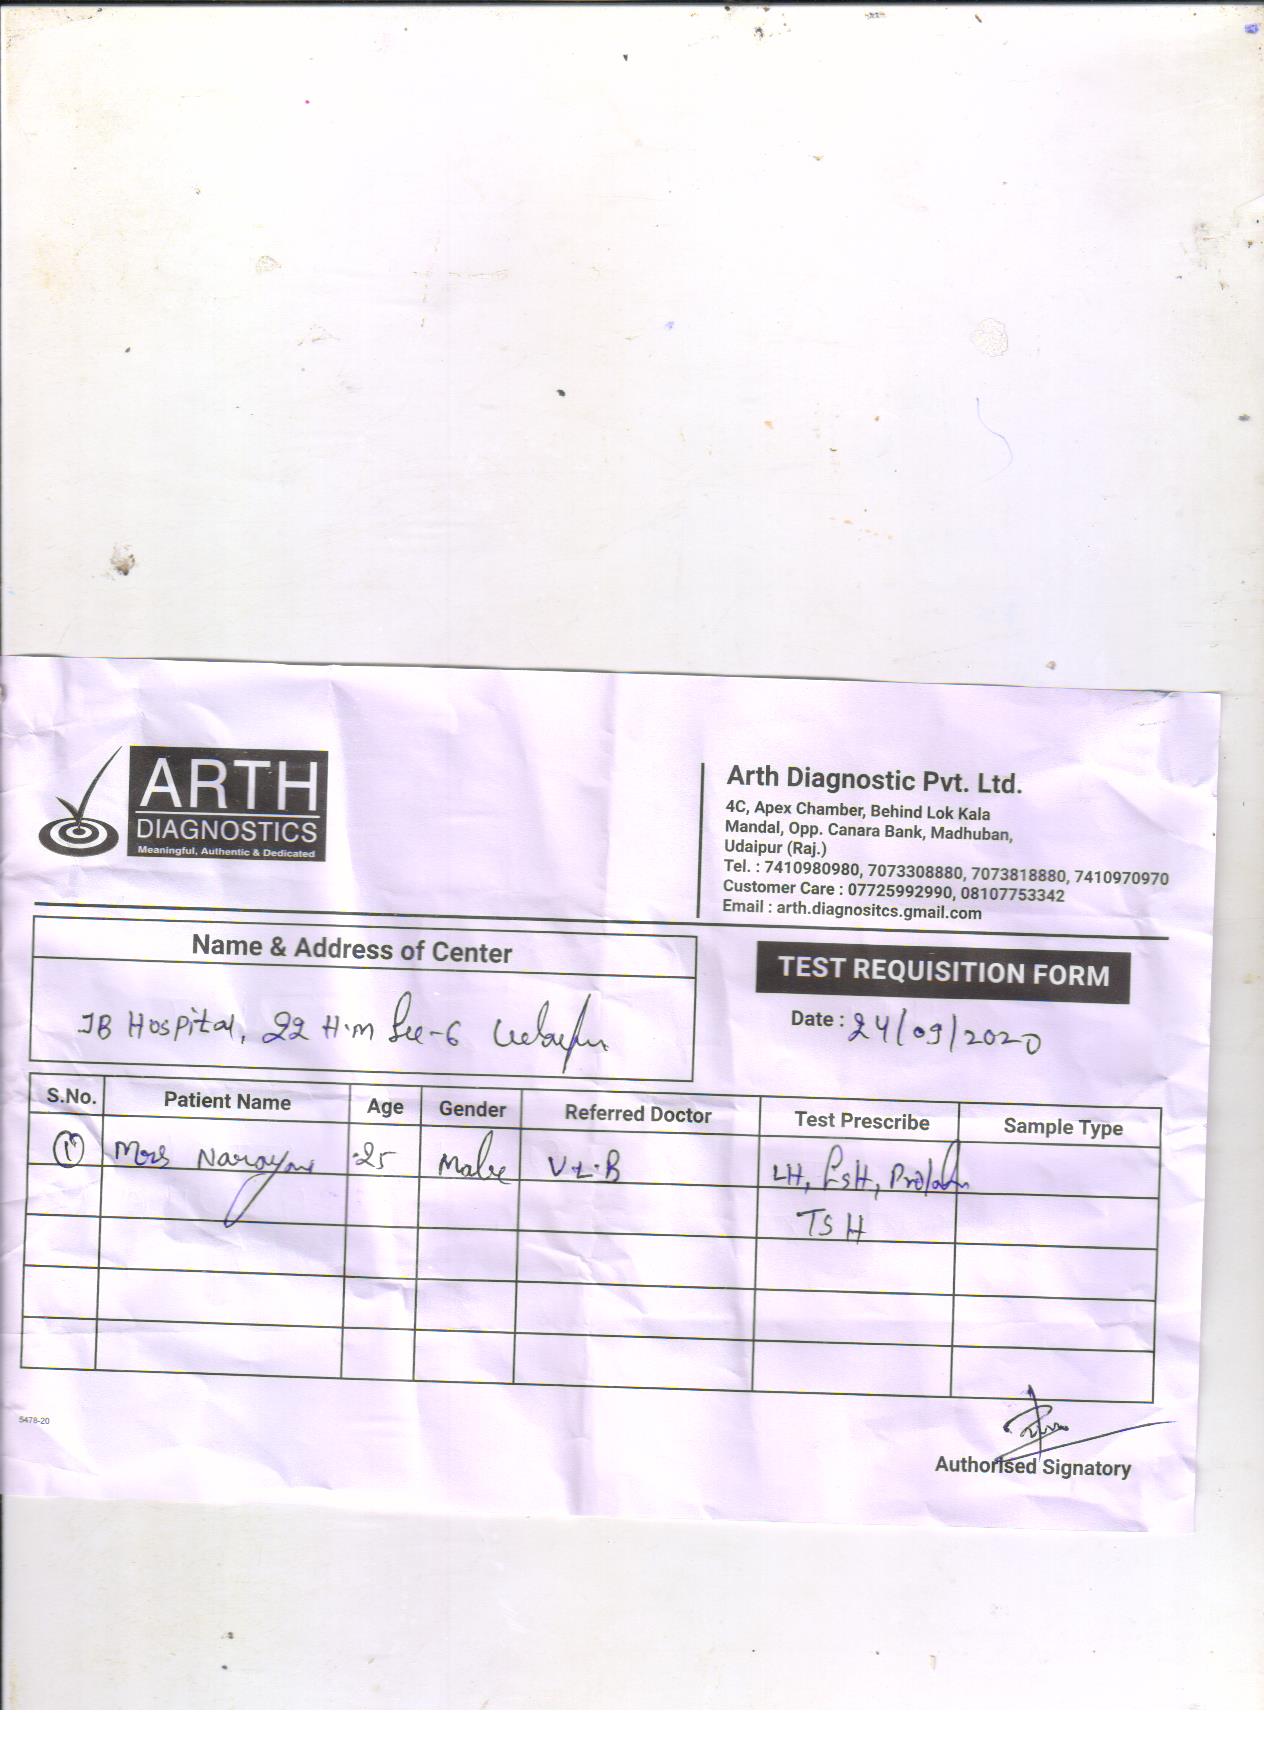 ARTH
DIAGNOSTICS
Meaningful, Authentic & Dedicated
Arth Diagnostic Pvt. Ltd.
4C, Apex Chamber, Behind Lok Kala
Mandal, Opp. Canara Bank, Madhuban,
Udaipur (Raj.)
Tel. : 7410980980, 7073308880, 7073818880, 7410970970
Customer Care : 07725992990, 08107753342
Email : arth.diagnositcs.gmail.com
Name & Address of Center
JB Hospital, 22 H.M Sec-6 Udaipur
TEST REQUISITION FORM
Date : 24/09/2020
S.No. Patient Name Age Gender Referred Doctor Test Prescribe Sample Type
1 Narayani 25 Male V.L.B LH, FSH, Prolactin
TSH
5478-20
Authorised Signatory